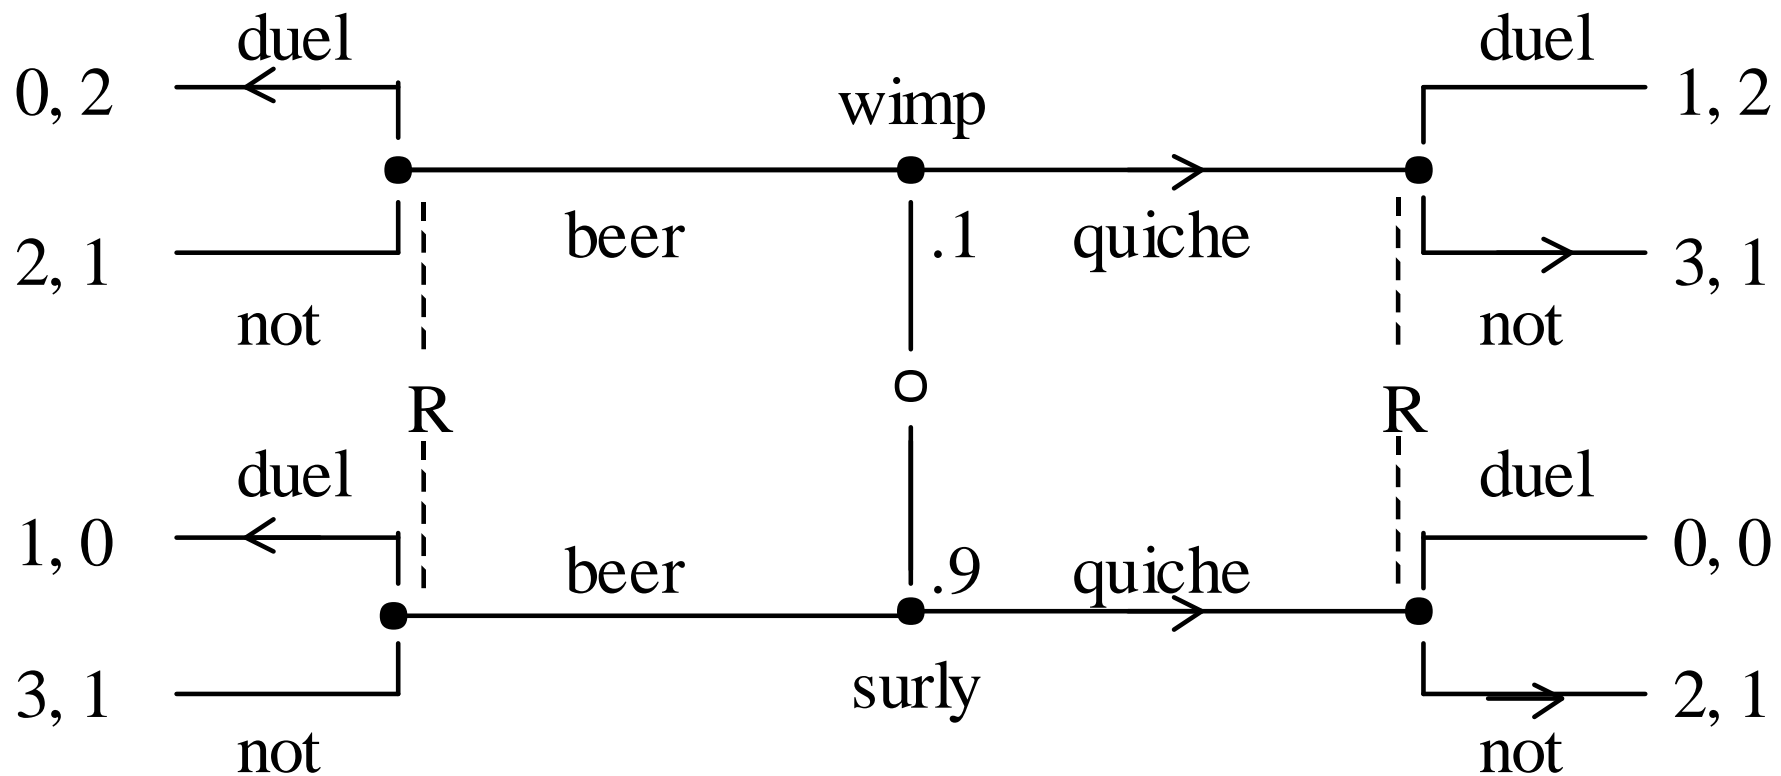 duel duel
0, 2 wimp 1, 2
beer .1 quiche
2, 1 3, 1
not not
R R
duel duel
1, 0 beer .9 quiche 0, 0
3, 1 surly 2, 1
not not